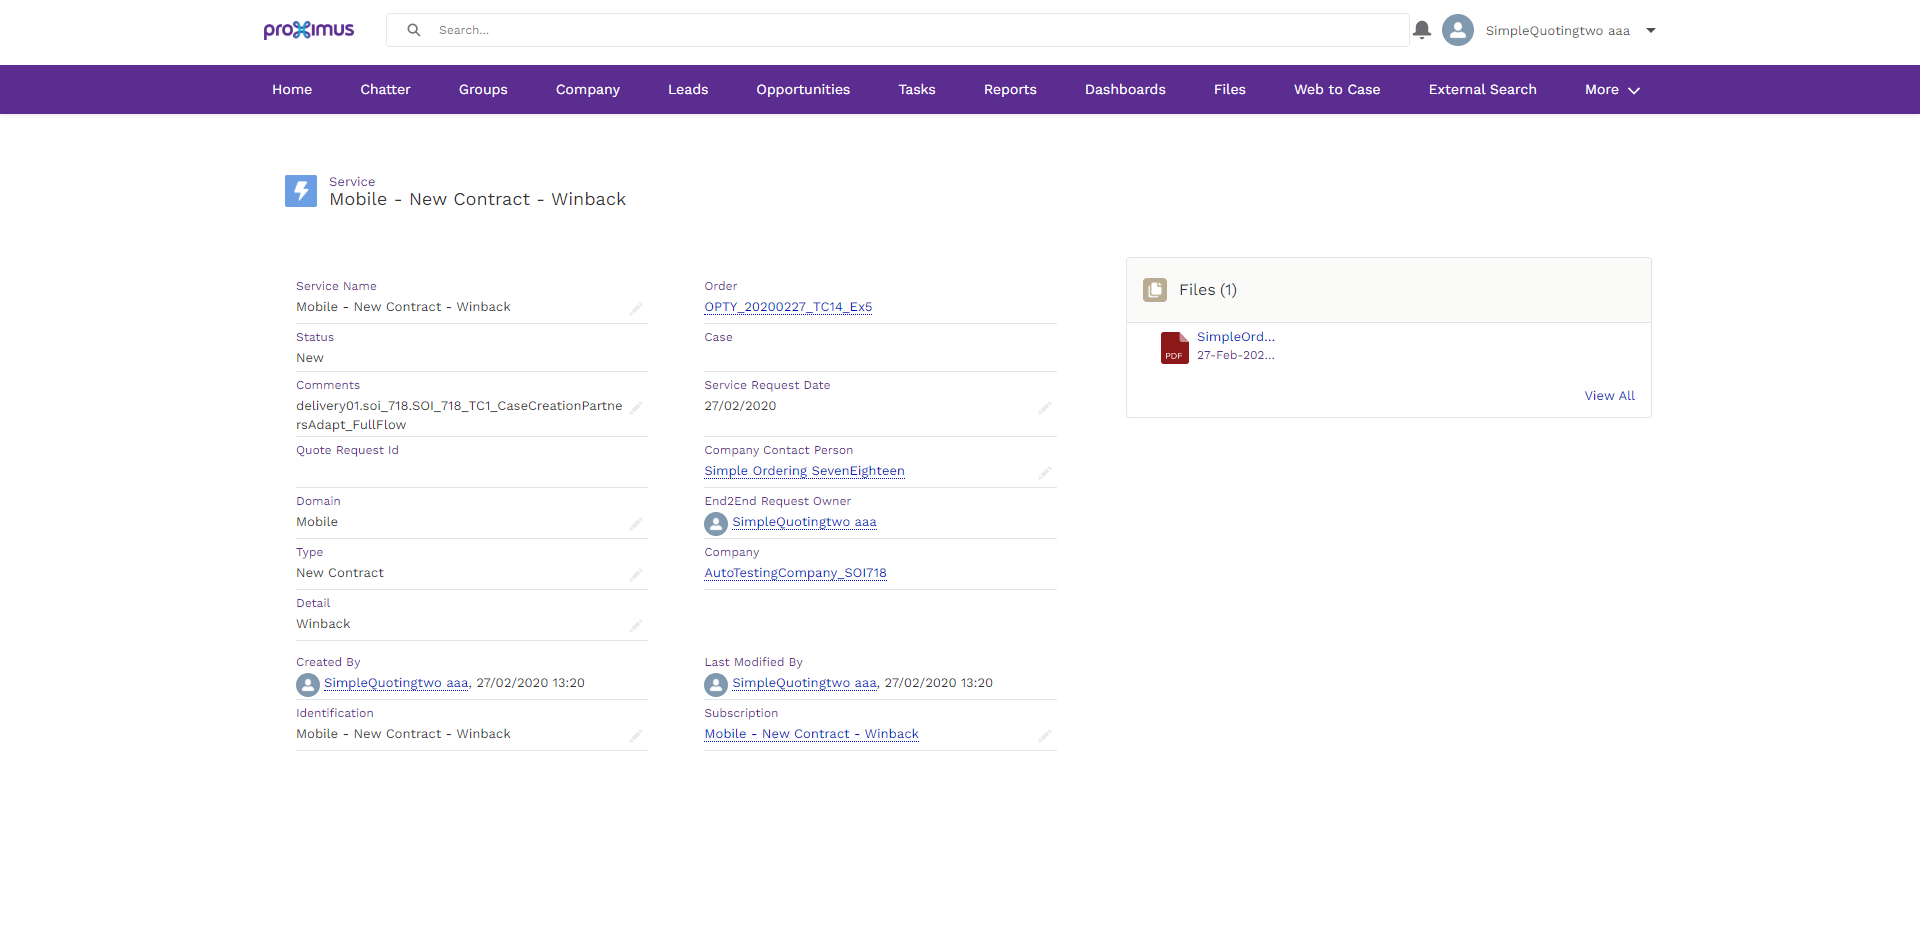 proximus
Search...
SimpleQuotingtwo aaa
Home Chatter Groups Company Leads Opportunities Tasks Reports Dashboards Files Web to Case External Search More
Service
Mobile - New Contract - Winback
Service Name
Mobile - New Contract - Winback
Order
OPTY_20200227_TC14_Ex5
Status
New
Case
Comments
delivery01.soi_718.SOI_718_TC1_CaseCreationPartne
rsAdapt_FullFlow
Service Request Date
27/02/2020
Quote Request Id
Company Contact Person
Simple Ordering SevenEighteen
Domain
Mobile
End2End Request Owner
SimpleQuotingtwo aaa
Type
New Contract
Company
AutoTestingCompany_SOI718
Detail
Winback
Created By
SimpleQuotingtwo aaa, 27/02/2020 13:20
Last Modified By
SimpleQuotingtwo aaa, 27/02/2020 13:20
Identification
Mobile - New Contract - Winback
Subscription
Mobile - New Contract - Winback
Files (1)
PDF
SimpleOrd...
27-Feb-202...
View All